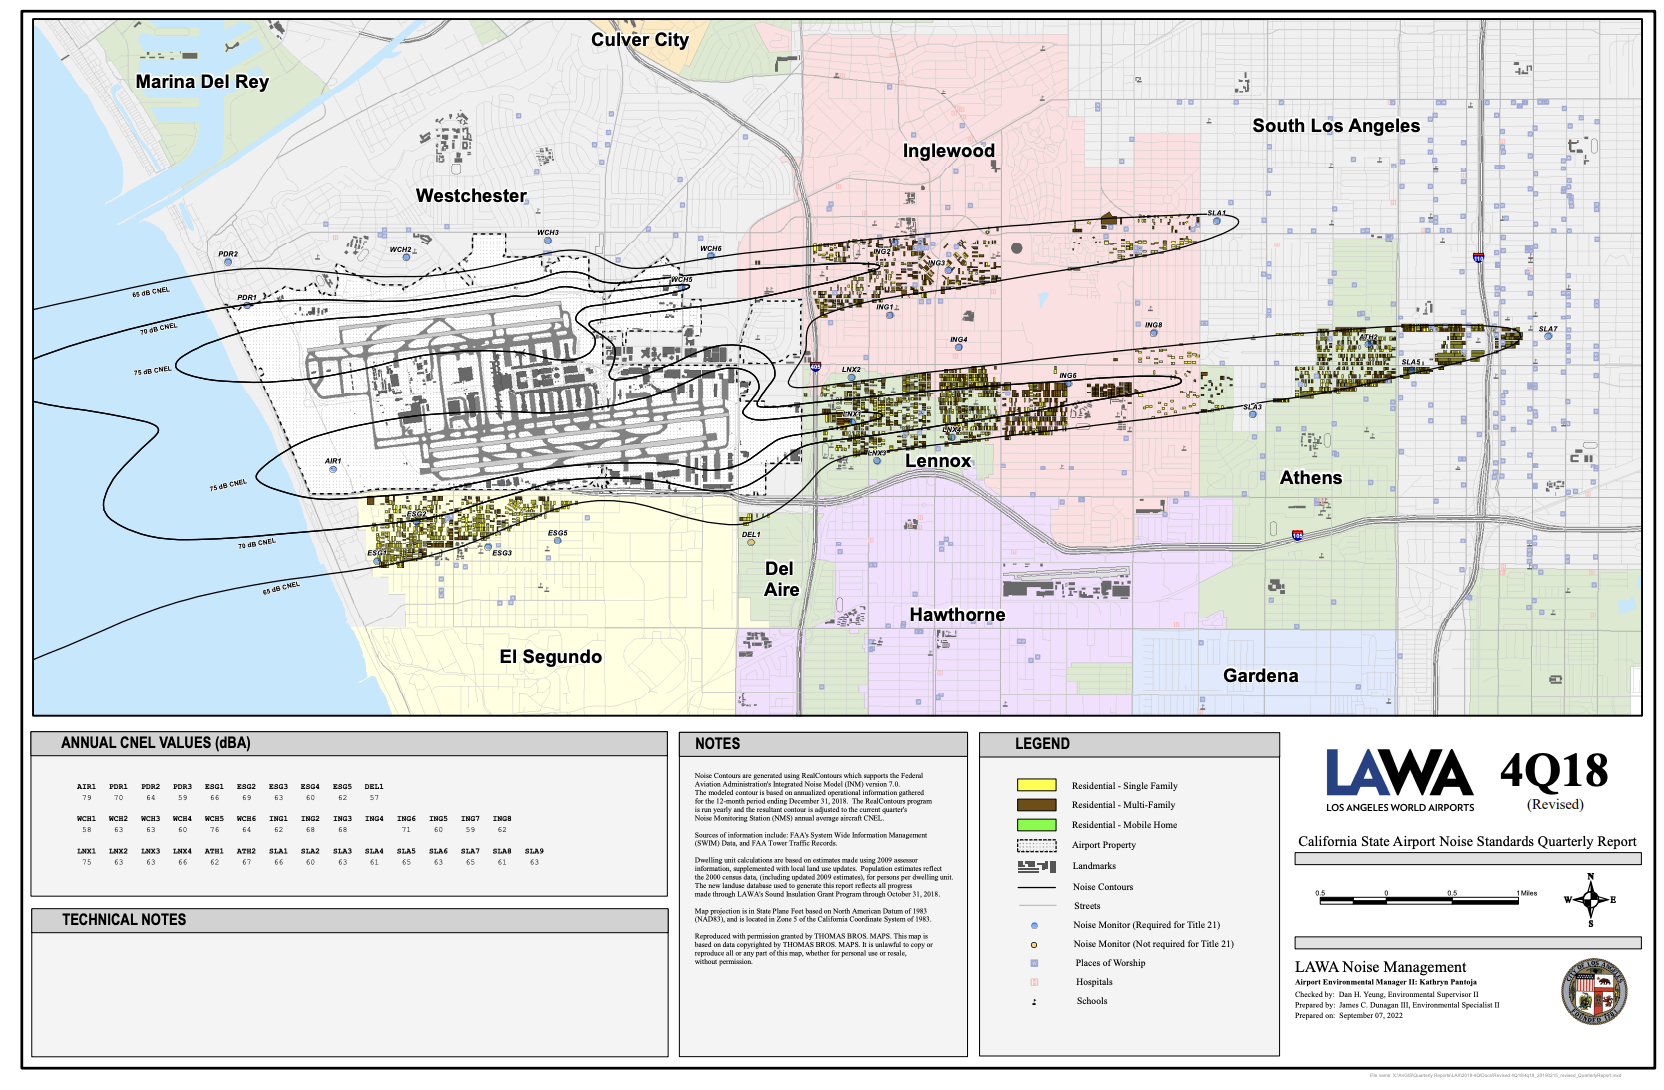 Culver City
Marina Del Rey
South Los Angeles
Inglewood
Westchester
SLA1
WCH3
WCH2
WCH6
PDR2
ING2
ING3
WCH5
65 dB CNEL
PDR1
ING1
70 dB CNEL
ING8
SLA7
ATH2
ING4
75 dB CNEL
405
110
LNX2
SLA5
ING6
SLA3
LNX1
LNX4
LNX3
Lennox
AIR1
Athens
75 dB CNEL
ESG2
105
70 dB CNEL
ESG1
ESG3
ESG5
DEL1
Del
Aire
65 dB CNEL
Hawthorne
El Segundo
Gardena
ANNUAL CNEL VALUES (dBA)
AIR1 PDR1 PDR2 PDR3 ESG1 ESG2 ESG3 ESG4 ESG5 DEL1
79 70 64 59 66 69 63 60 62 57
WCH1 WCH2 WCH3 WCH4 WCH5 WCH6 ING1 ING2 ING3 ING4 ING6 ING5 ING7 ING8
58 63 63 60 76 64 62 68 68 71 60 59 62
LNX1 LNX2 LNX3 LNX4 ATH1 ATH2 SLA1 SLA2 SLA3 SLA4 SLA5 SLA6 SLA7 SLA8 SLA9
75 63 63 66 62 67 66 60 63 61 65 63 65 61 63
TECHNICAL NOTES
NOTES
Noise Contours are generated using RealContours which supports the Federal
Aviation Administration's Integrated Noise Model (INM) version 7.0.
The modeled contour is based on annualized operational information gathered
for the 12-month period ending December 31, 2018. The RealContours program
is run yearly and the resultant contour is adjusted to the current quarter's
Noise Monitoring Station (NMS) annual average aircraft CNEL.
Sources of information include: FAA's System Wide Information Management
(SWIM) Data, and FAA Tower Traffic Records.
Dwelling unit calculations are based on estimates made using 2009 assessor
information, supplemented with local land use updates. Population estimates reflect
the 2000 census data, (including updated 2009 estimates), for persons per dwelling unit.
The new landuse database used to generate this report reflects all progress
made through LAWA's Sound Insulation Grant Program through October 31, 2018.
Map projection is in State Plane Feet based on North American Datum of 1983
(NAD83), and is located in Zone 5 of the California Coordinate System of 1983.
Reproduced with permission granted by THOMAS BROS. MAPS. This map is
based on data copyrighted by THOMAS BROS. MAPS. It is unlawful to copy or
reproduce all or any part of this map, whether for personal use or resale,
without permission.
LEGEND
Residential - Single Family
Residential - Multi-Family
Residential - Mobile Home
Airport Property
Landmarks
Noise Contours
Streets
Noise Monitor (Required for Title 21)
Noise Monitor (Not required for Title 21)
Places of Worship
Hospitals
Schools
LAWA
LOS ANGELES WORLD AIRPORTS
4Q18
(Revised)
California State Airport Noise Standards Quarterly Report
0.5 0 0.5 1 Miles
N
W E
S
LAWA Noise Management
Airport Environmental Manager II: Kathryn Pantoja
Checked by: Dan H. Yeung, Environmental Supervisor II
Prepared by: James C. Dunagan III, Environmental Specialist II
Prepared on: September 07, 2022
CITY OF LOS ANGELES
FOUNDED 1781